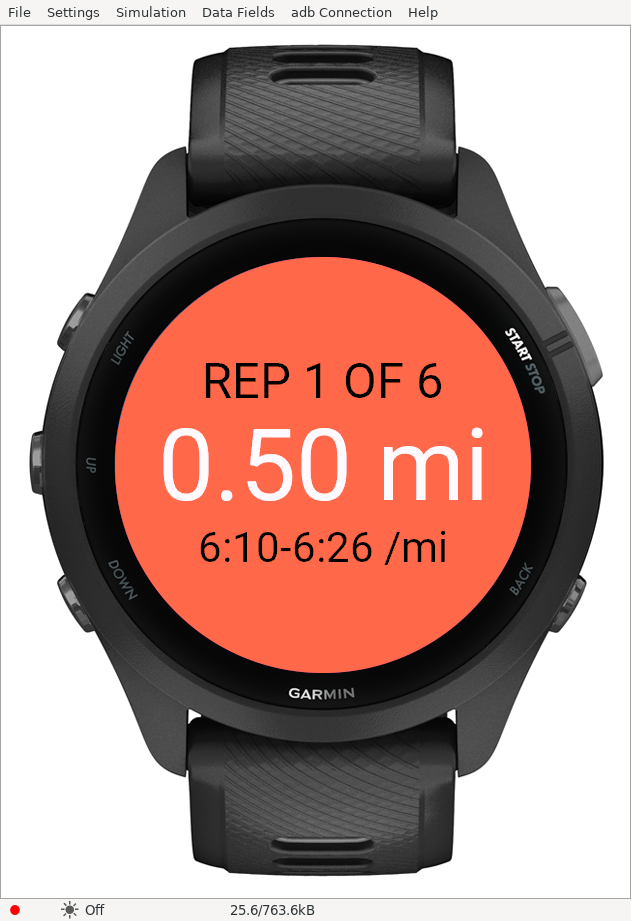 File Settings Simulation Data Fields adb Connection Help
LIGHT
START STOP
UP
DOWN
BACK
REP 1 OF 6
0.50 mi
6:10-6:26 /mi
GARMIN
Off 25.6/763.6kB